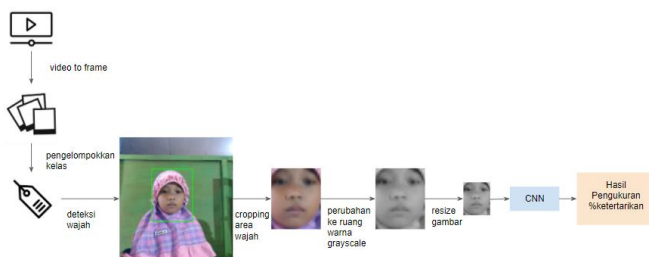 video to frame
pengelompokkan
kelas
deteksi
wajah
cropping
area
wajah
perubahan
ke ruang
warna
grayscale
resize
gambar
CNN
Hasil
Pengukuran
%ketertarikan